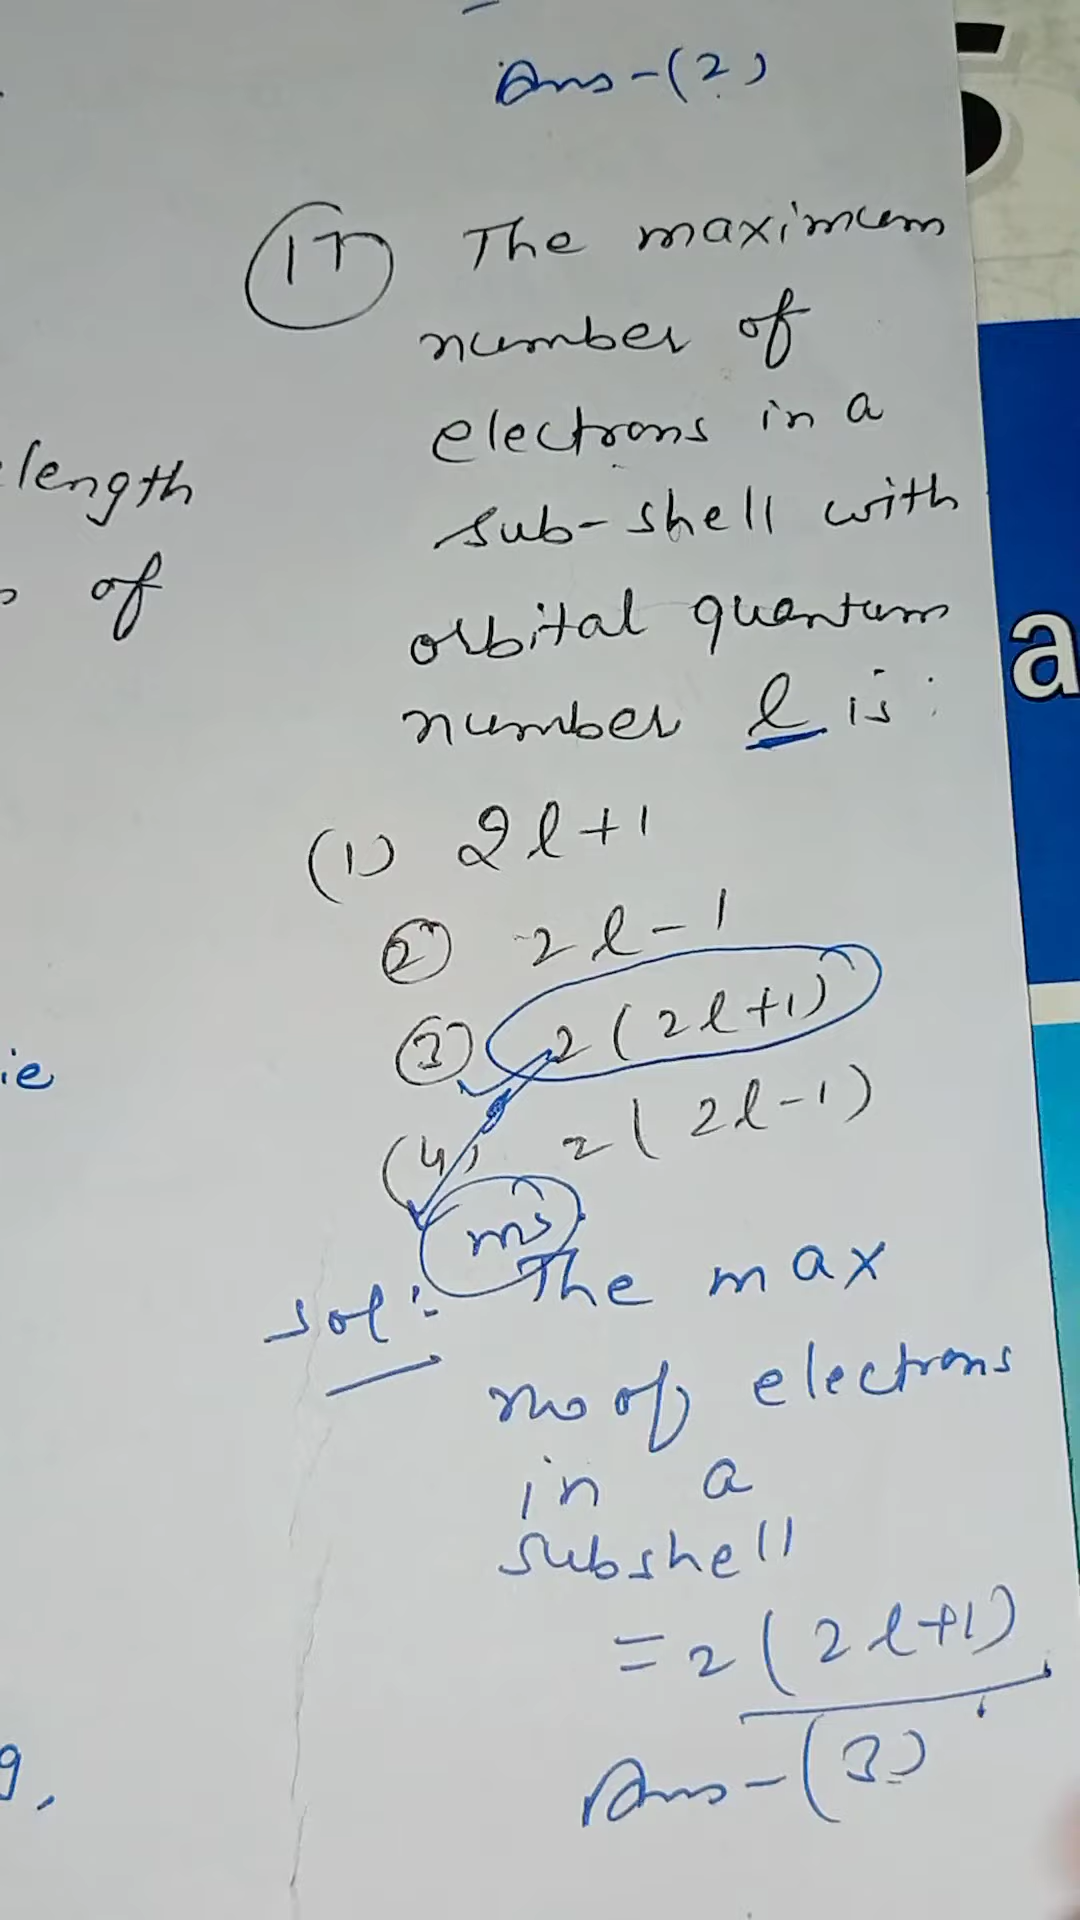 Ans-(2)
(17) The maximum
number of
electrons in a
sub-shell with
orbital quantum
number l is:
(1) 2l+1
(2) 2l-1
(3) 2(2l+1)
(4) 2(2l-1)
ms
Sol: The max
no of electrons
in a
subshell
=2(2l+1)
Ans-(3)
length
of
ie
9,
a
5